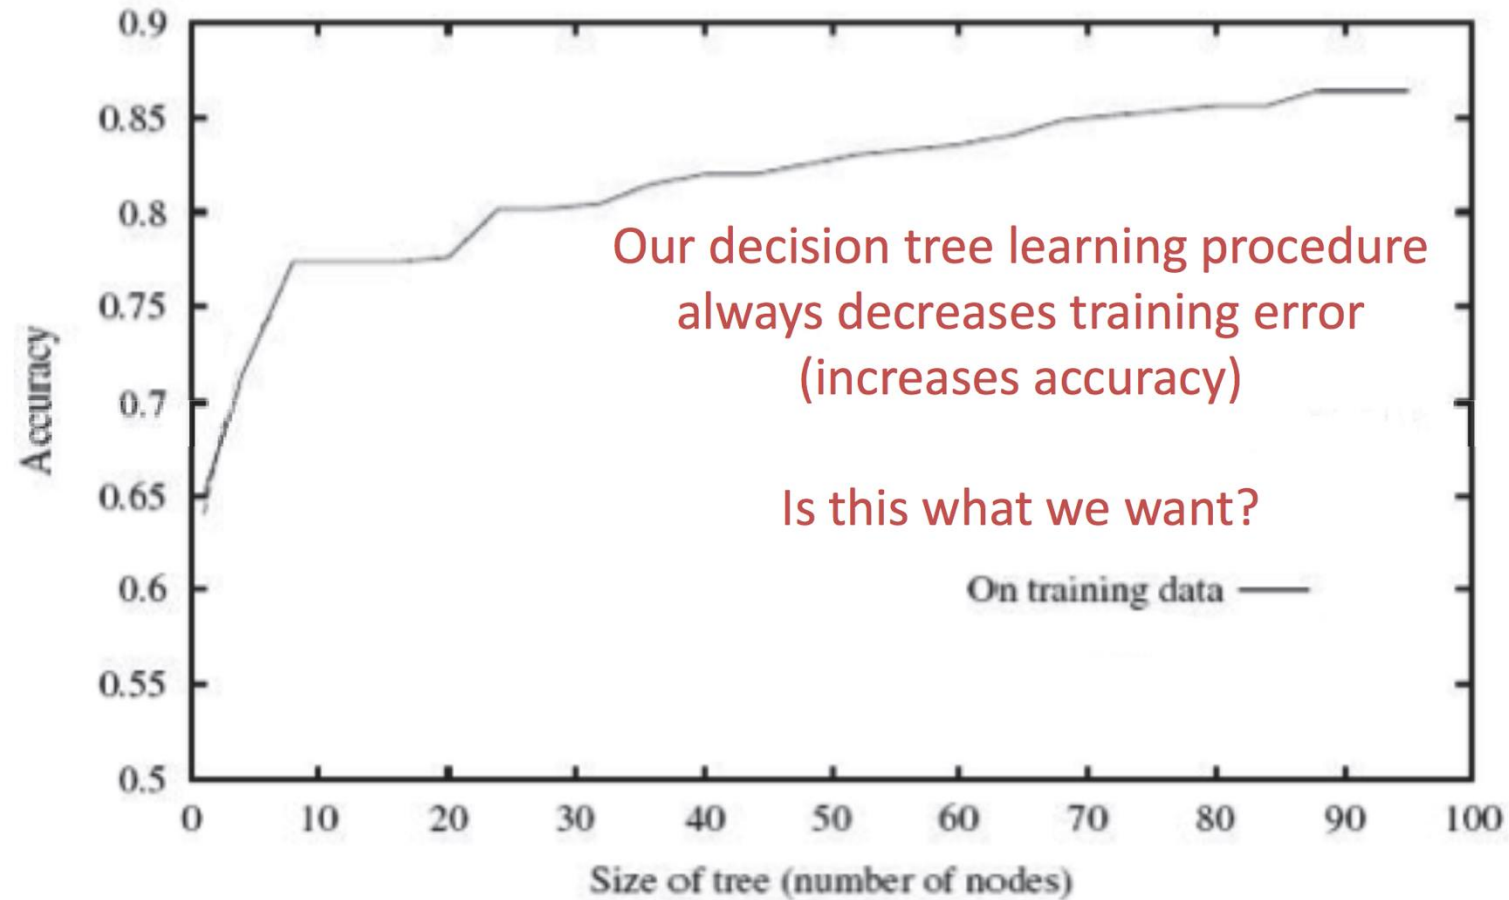 0.9
0.85
0.8
0.75
0.7
0.65
0.6
0.55
0.5
Accuracy
Our decision tree learning procedure
always decreases training error
(increases accuracy)
Is this what we want?
On training data
0 10 20 30 40 50 60 70 80 90 100
Size of tree (number of nodes)